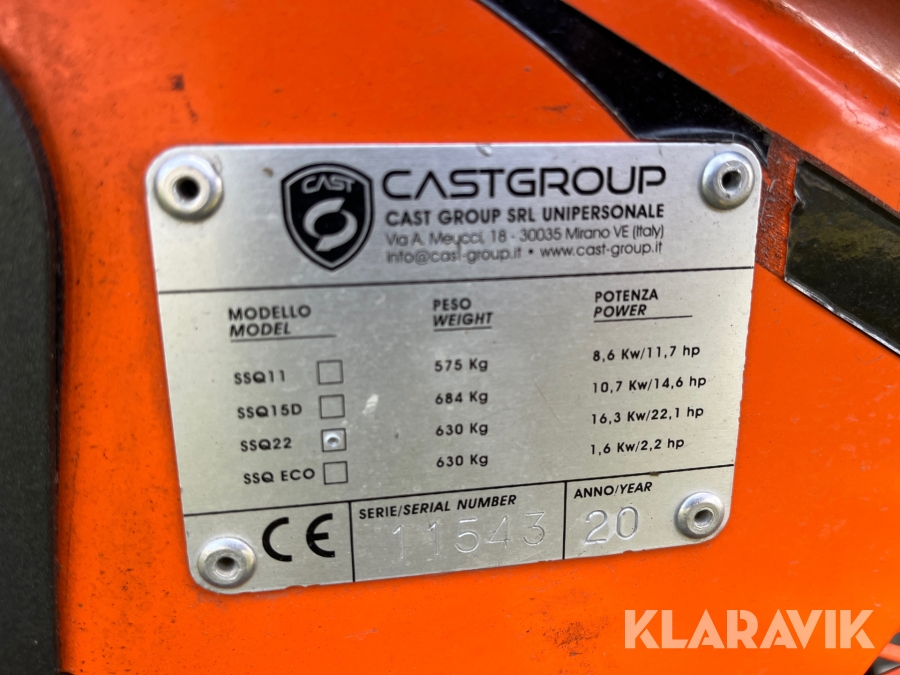 CAST
CASTGROUP
CAST GROUP SRL UNIPERSONALE
Via A. Meucci, 18 - 30035 Mirano VE (Italy)
info@cast-group.it • www.cast-group.it
MODELLO PESO POTENZA
MODEL WEIGHT POWER
SSQ11 575 Kg 8,6 Kw/11,7 hp
SSQ15D 684 Kg 10,7 Kw/14,6 hp
SSQ22 630 Kg 16,3 Kw/22,1 hp
SSQ ECO 630 Kg 1,6 Kw/2,2 hp
CE SERIE/SERIAL NUMBER ANNO/YEAR
11543 20
KLARAVIK